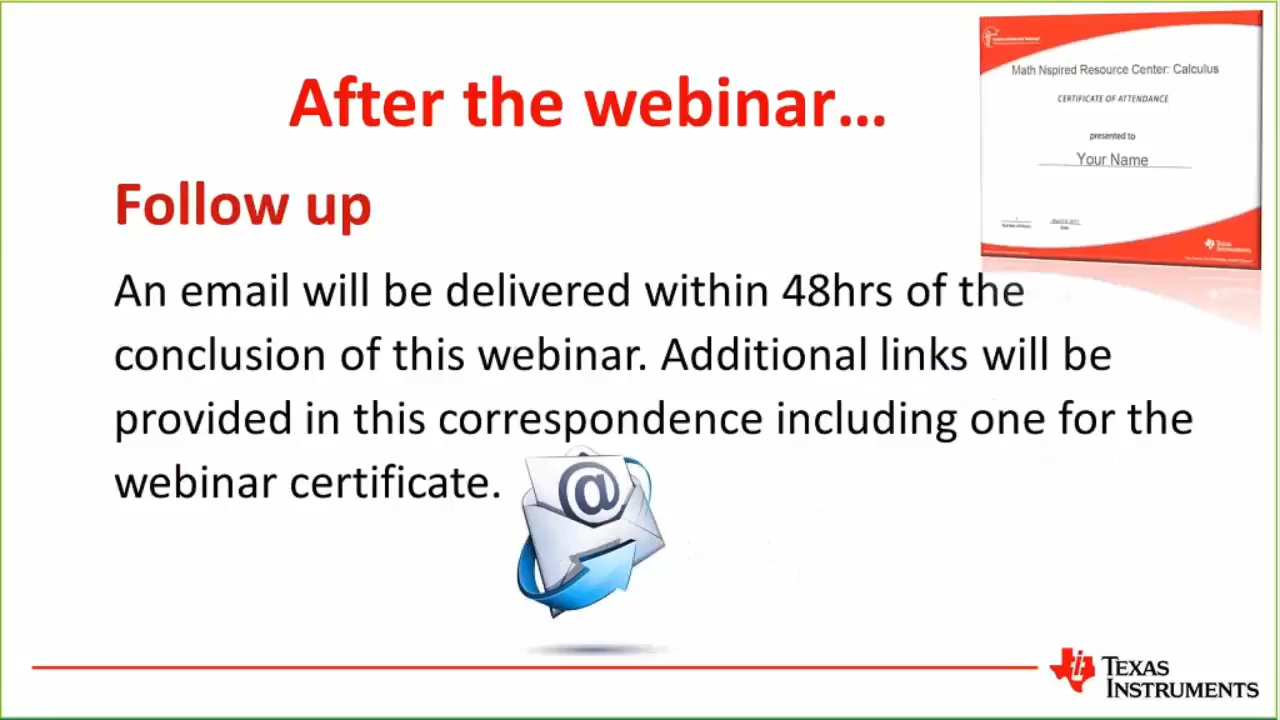 After the webinar...
Follow up
An email will be delivered within 48hrs of the
conclusion of this webinar. Additional links will be
provided in this correspondence including one for the
webinar certificate.
Math Nspired Resource Center: Calculus
CERTIFICATE OF ATTENDANCE
presented to
Your Name
TEXAS
INSTRUMENTS
@
TEXAS
INSTRUMENTS